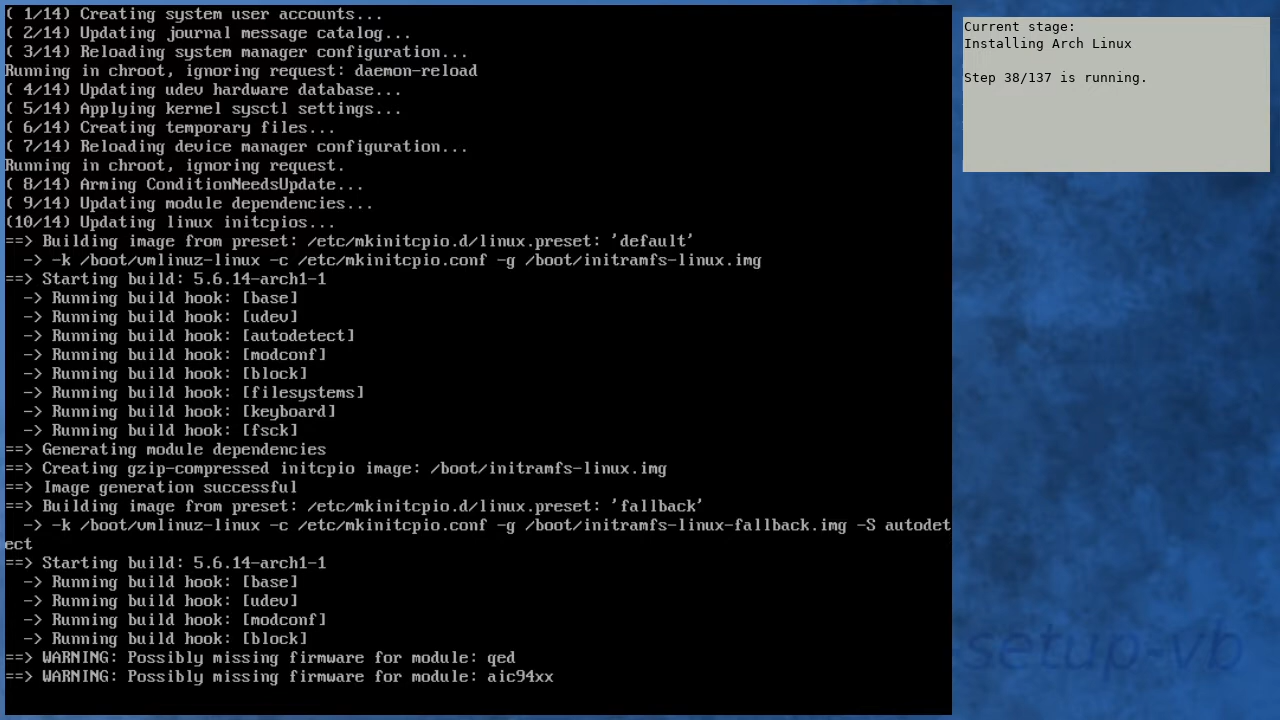 ( 1/14) Creating system user accounts...
( 2/14) Updating journal message catalog...
( 3/14) Reloading system manager configuration...
Running in chroot, ignoring request: daemon-reload
( 4/14) Updating udev hardware database...
( 5/14) Applying kernel sysctl settings...
( 6/14) Creating temporary files...
( 7/14) Reloading device manager configuration...
Running in chroot, ignoring request.
( 8/14) Arming ConditionNeedsUpdate...
( 9/14) Updating module dependencies...
(10/14) Updating linux initcpios...
==> Building image from preset: /etc/mkinitcpio.d/linux.preset: 'default'
  -> -k /boot/vmlinuz-linux -c /etc/mkinitcpio.conf -g /boot/initramfs-linux.img
==> Starting build: 5.6.14-arch1-1
  -> Running build hook: [base]
  -> Running build hook: [udev]
  -> Running build hook: [autodetect]
  -> Running build hook: [modconf]
  -> Running build hook: [block]
  -> Running build hook: [filesystems]
  -> Running build hook: [keyboard]
  -> Running build hook: [fsck]
==> Generating module dependencies
==> Creating gzip-compressed initcpio image: /boot/initramfs-linux.img
==> Image generation successful
==> Building image from preset: /etc/mkinitcpio.d/linux.preset: 'fallback'
  -> -k /boot/vmlinuz-linux -c /etc/mkinitcpio.conf -g /boot/initramfs-linux-fallback.img -S autodet
ect
==> Starting build: 5.6.14-arch1-1
  -> Running build hook: [base]
  -> Running build hook: [udev]
  -> Running build hook: [modconf]
  -> Running build hook: [block]
==> WARNING: Possibly missing firmware for module: qed
==> WARNING: Possibly missing firmware for module: aic94xx
Current stage:
Installing Arch Linux
Step 38/137 is running.
setup-vb